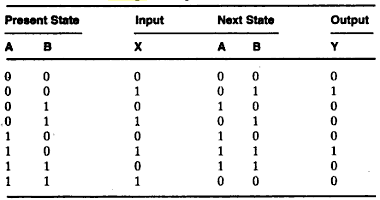 Present State Input Next State Output
A B X A B Y
0 0 0 0 0 0
0 0 1 0 1 1
0 1 0 1 0 0
0 1 1 0 1 0
1 0 0 1 0 0
1 0 1 1 1 1
1 1 0 1 1 0
1 1 1 0 0 0